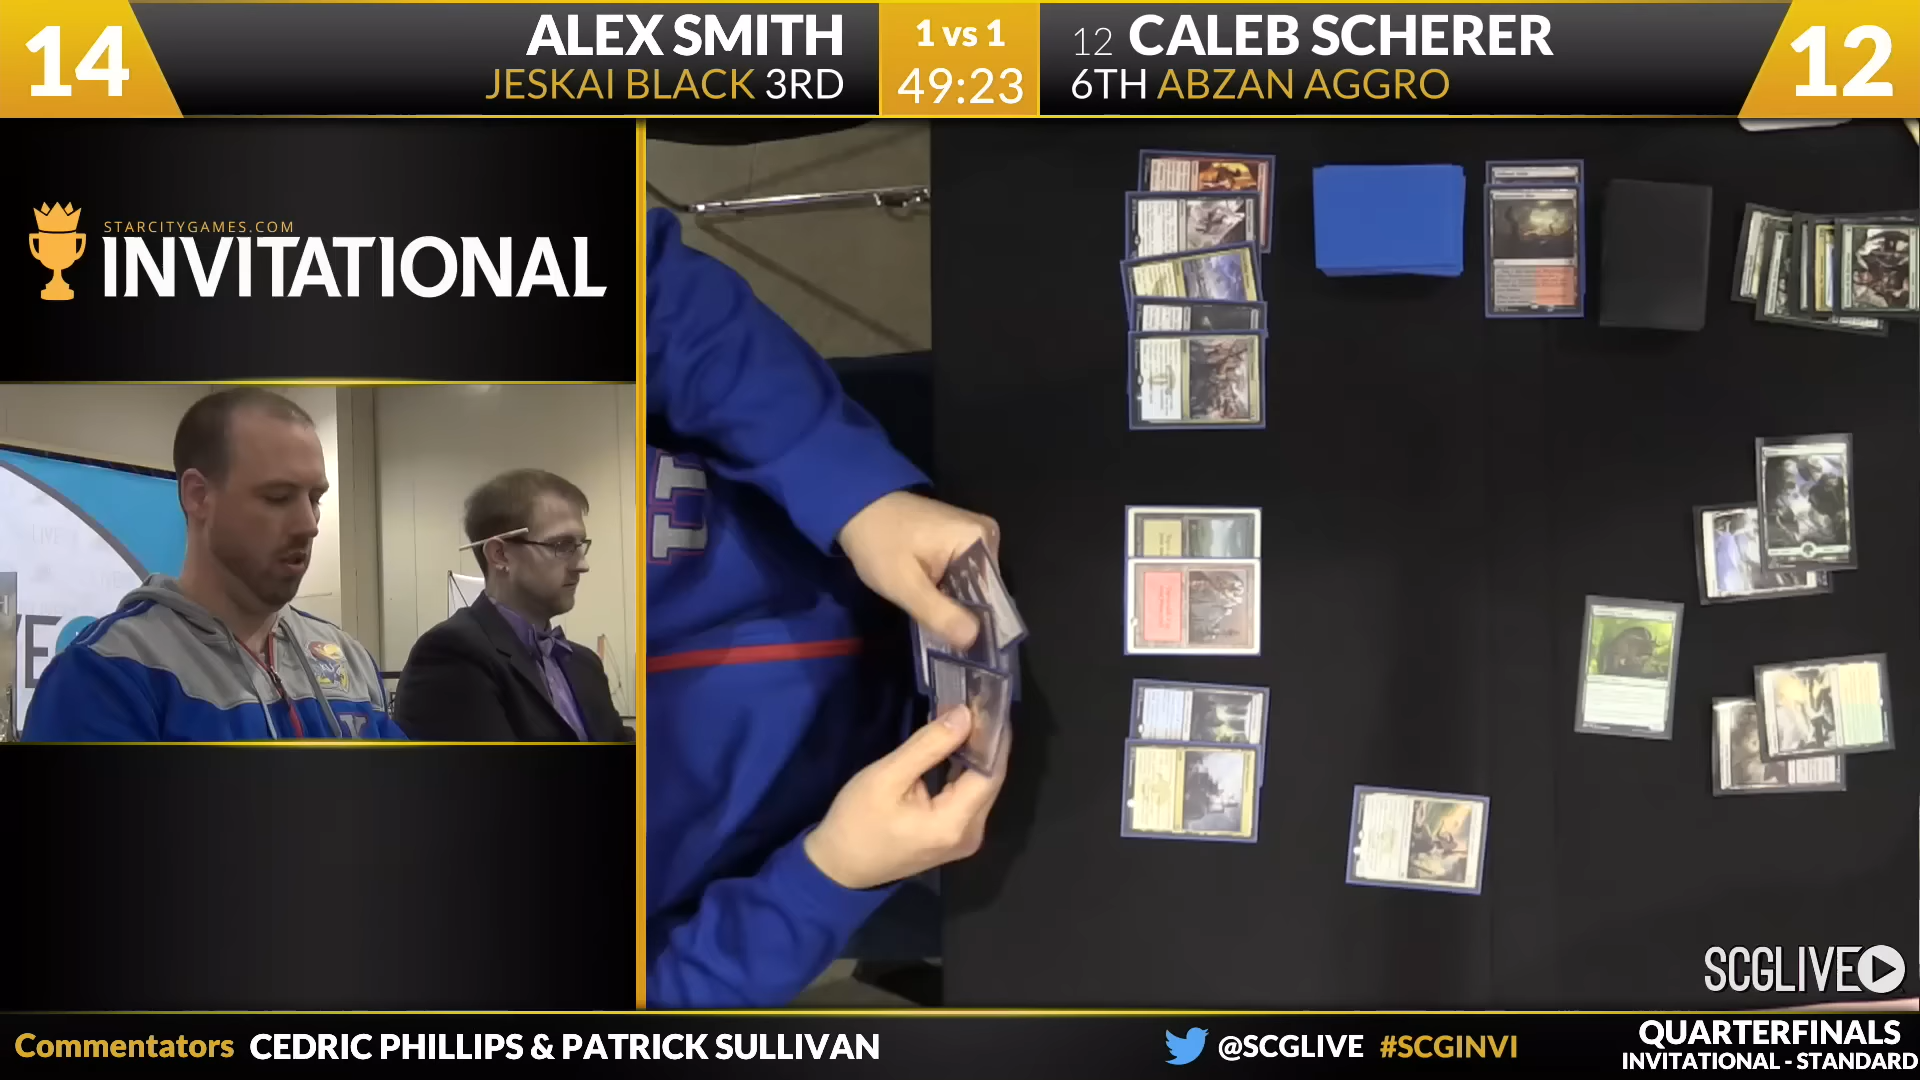 14
ALEX SMITH
JESKAI BLACK 3RD
1 vs 1
49:23
12 CALEB SCHERER
6TH ABZAN AGGRO
12
STARCITYGAMES.COM
INVITATIONAL
SCGLIVE
Commentators CEDRIC PHILLIPS & PATRICK SULLIVAN
@SCGLIVE #SCGINVI
QUARTERFINALS
INVITATIONAL - STANDARD